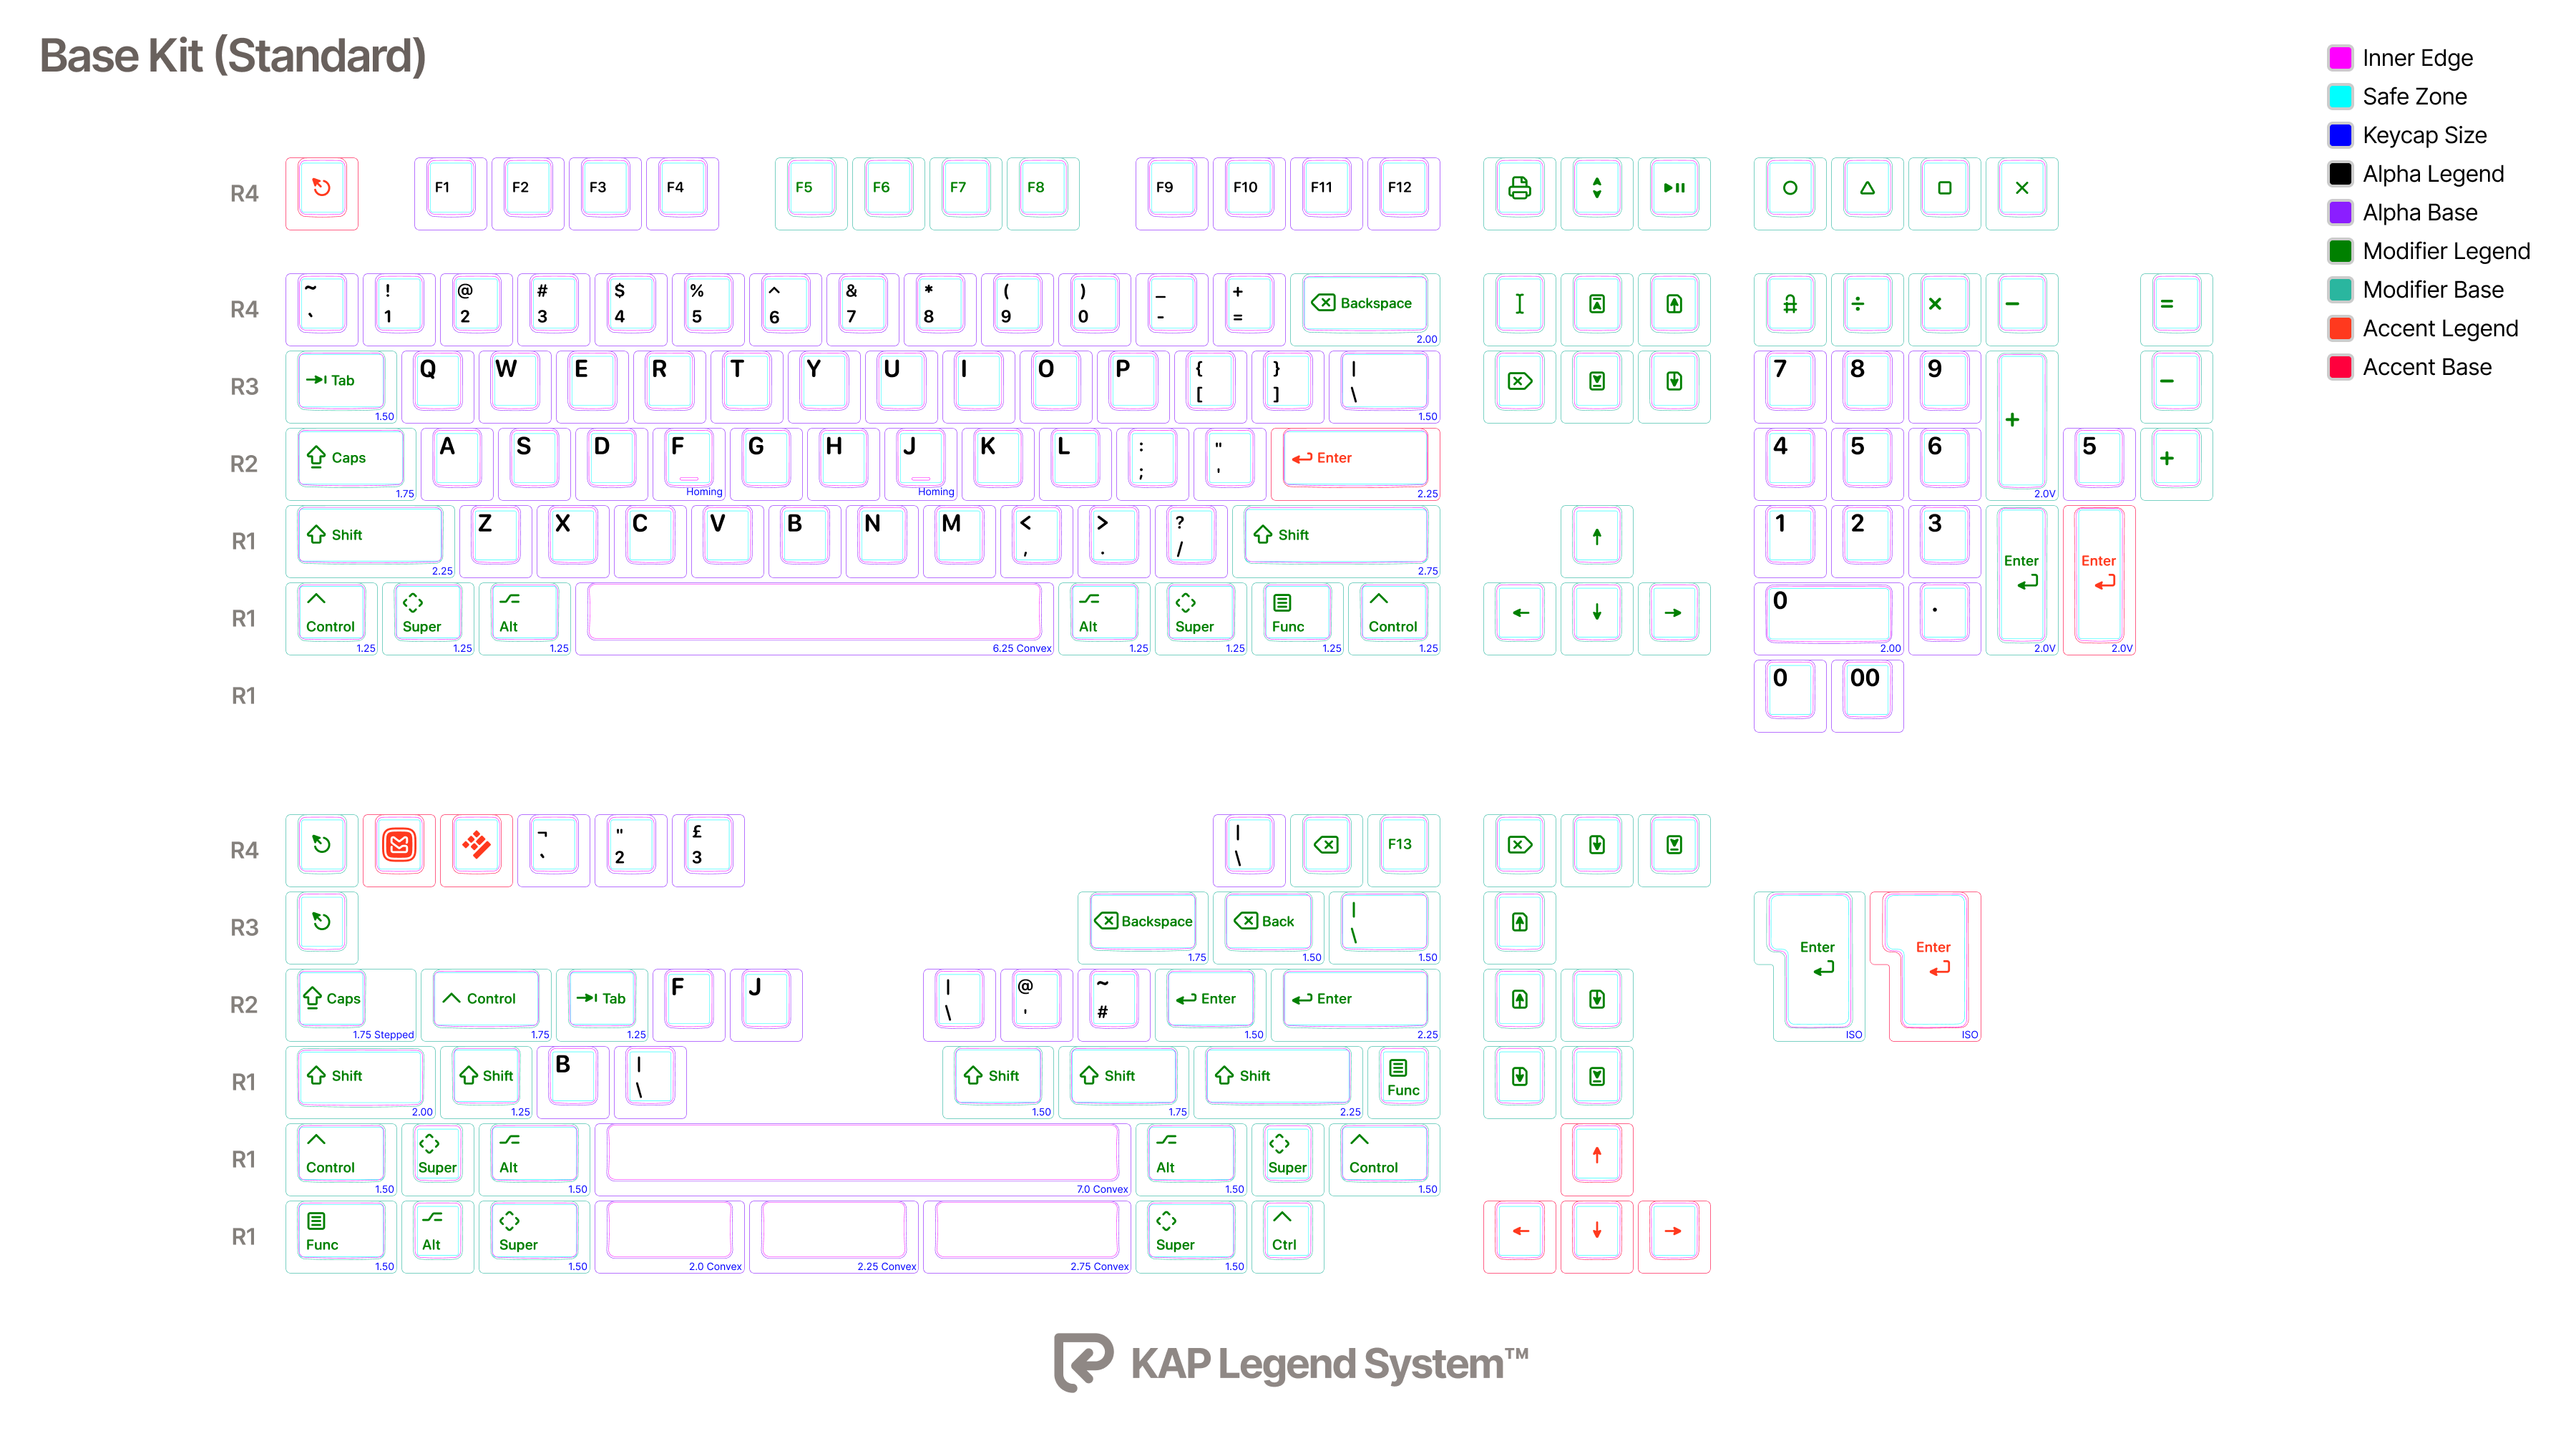 Base Kit (Standard)
Inner Edge
Safe Zone
Keycap Size
Alpha Legend
Alpha Base
Modifier Legend
Modifier Base
Accent Legend
Accent Base
R4 F1 F2 F3 F4 F5 F6 F7 F8 F9 F10 F11 F12
~ ! @ # $ % ^ & * ( ) _ +
R4 ` 1 2 3 4 5 6 7 8 9 0 - = Backspace ÷ × − =
2.00
R3 Tab Q W E R T Y U I O P { [ } ] | \ 7 8 9 + −
1.50 1.50
R2 Caps A S D F G H J K L : ; " ' Enter 4 5 6 5 +
1.75 Homing Homing 2.25 2.0V
R1 Shift Z X C V B N M < , > . ? / Shift 1 2 3 Enter Enter
2.25 2.75
R1 Control Super Alt Alt Super Func Control 0 .
1.25 1.25 1.25 6.25 Convex 1.25 1.25 1.25 1.25 2.00 2.0V 2.0V
R1 0 00
R4 ¬ ` " 2 £ 3 | \ F13
R3 Backspace Back | \ Enter Enter
1.75 1.50 1.50
R2 Caps Control Tab F J | \ @ ' ~ # Enter Enter
1.75 Stepped 1.75 1.25 1.50 2.25 ISO ISO
R1 Shift Shift B | \ Shift Shift Shift Func
2.00 1.25 1.50 1.75 2.25
R1 Control Super Alt Alt Super Control
1.50 1.50 7.0 Convex 1.50 1.50
R1 Func Alt Super Super Ctrl
1.50 1.50 2.0 Convex 2.25 Convex 2.75 Convex 1.50
KAP Legend System™